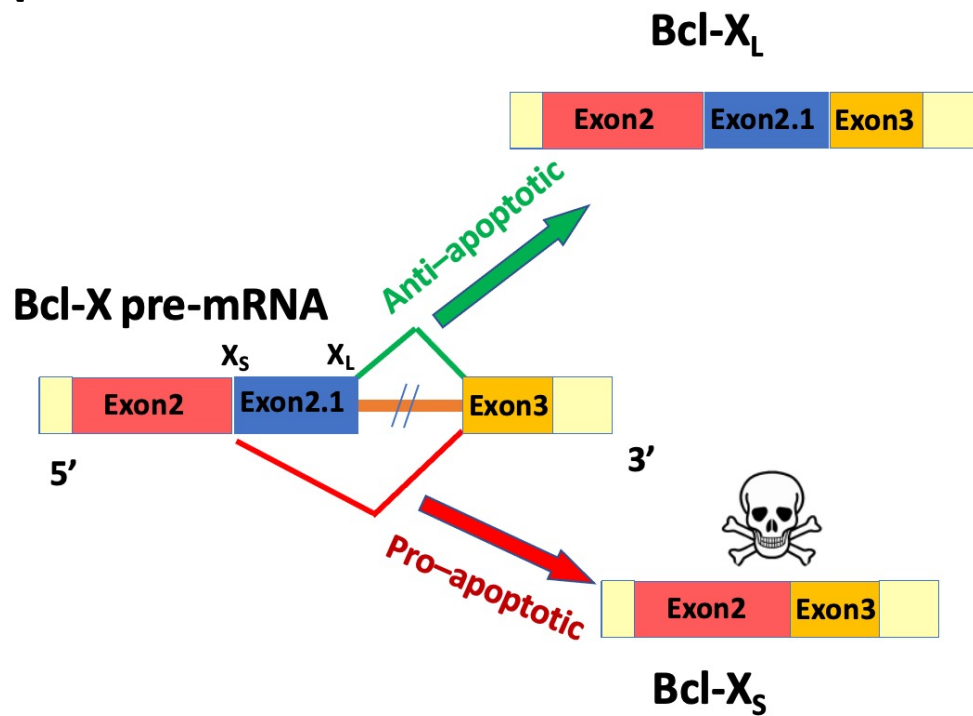 Bcl-XL
Exon2 Exon2.1 Exon3
Anti–apoptotic
Bcl-X pre-mRNA
XS XL
Exon2 Exon2.1 Exon3
5’ 3’
Pro–apoptotic
Exon2 Exon3
Bcl-XS